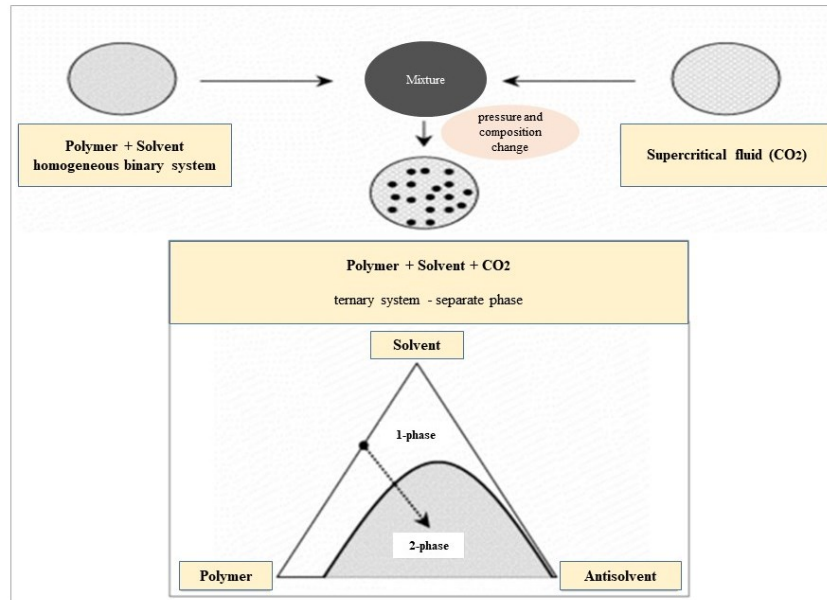 Mixture
pressure and
composition
change
Polymer + Solvent
homogeneous binary system
Supercritical fluid (CO2)
Polymer + Solvent + CO2
ternary system - separate phase
Solvent
1-phase
2-phase
Polymer
Antisolvent